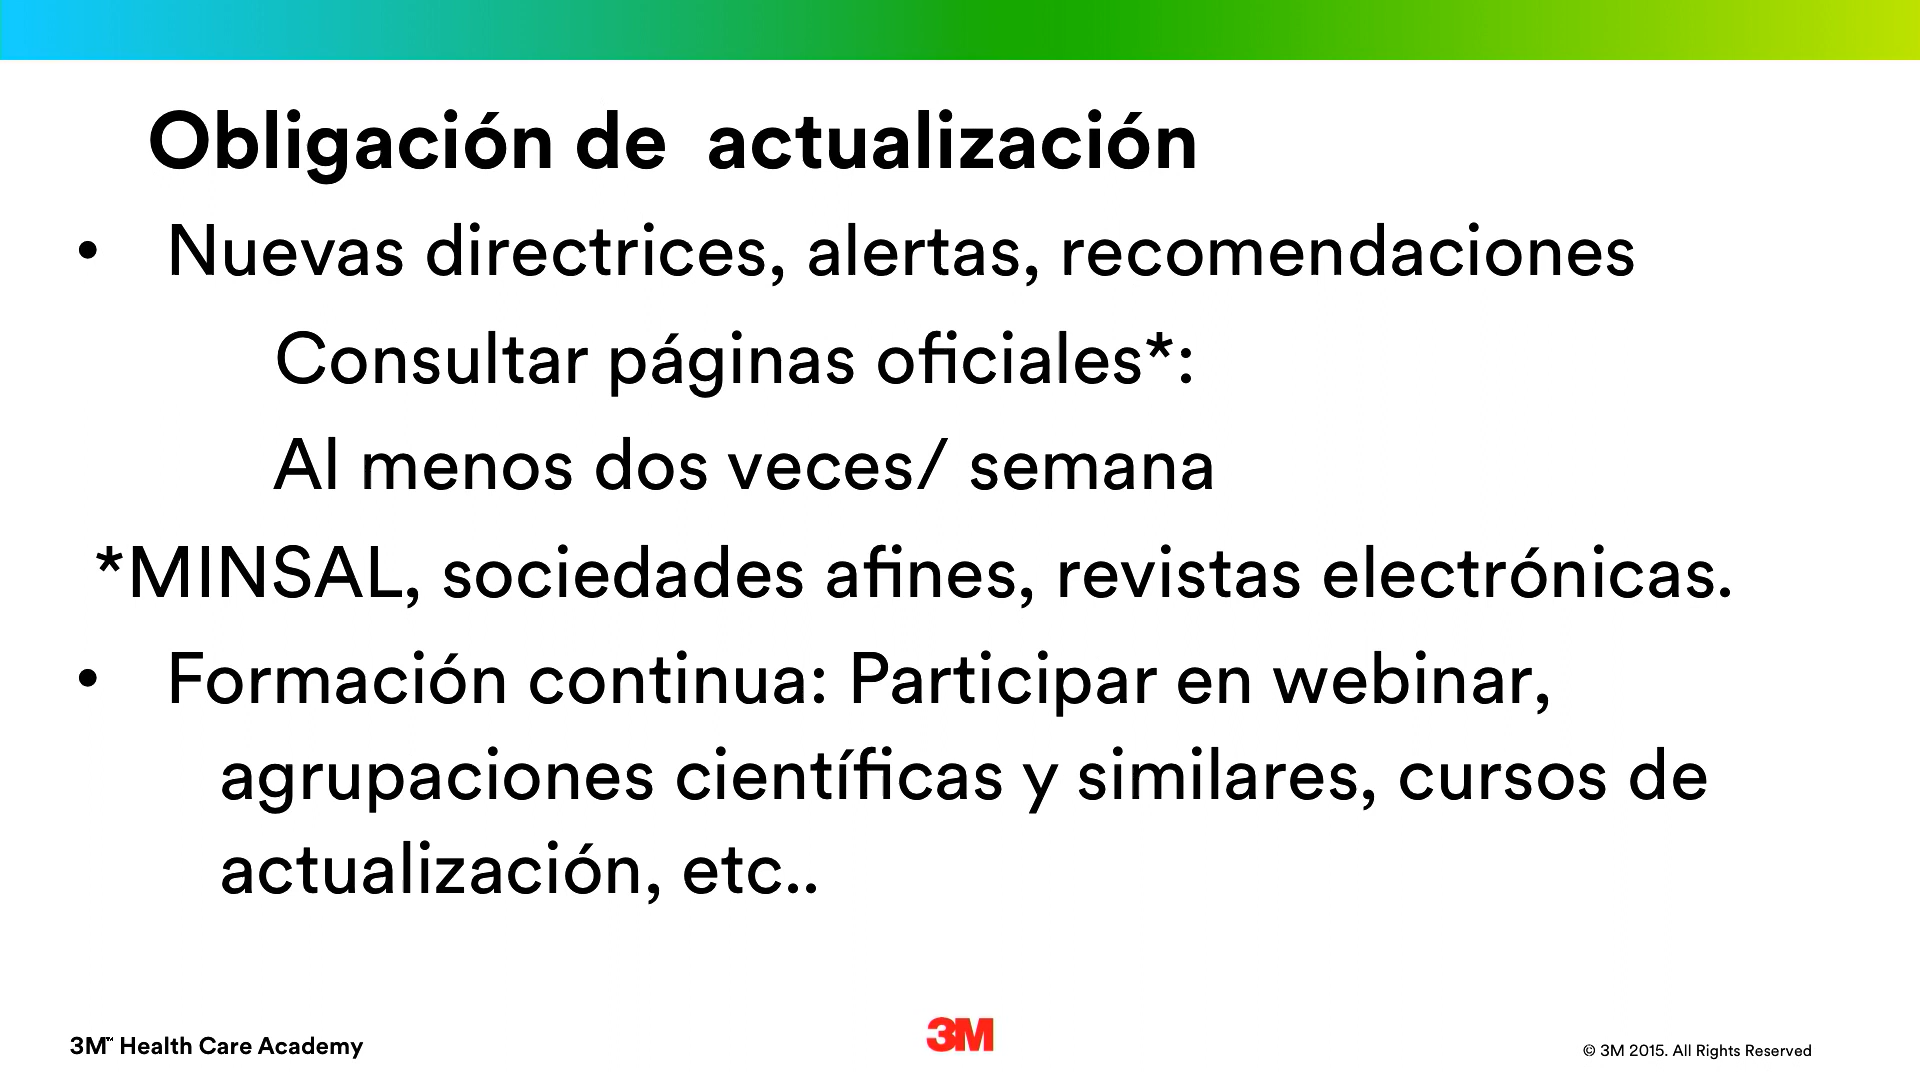 Obligación de  actualización
• Nuevas directrices, alertas, recomendaciones
Consultar páginas oficiales*:
Al menos dos veces/ semana
*MINSAL, sociedades afines, revistas electrónicas.
• Formación continua: Participar en webinar,
agrupaciones científicas y similares, cursos de
actualización, etc..
3M™ Health Care Academy
3M
© 3M 2015. All Rights Reserved